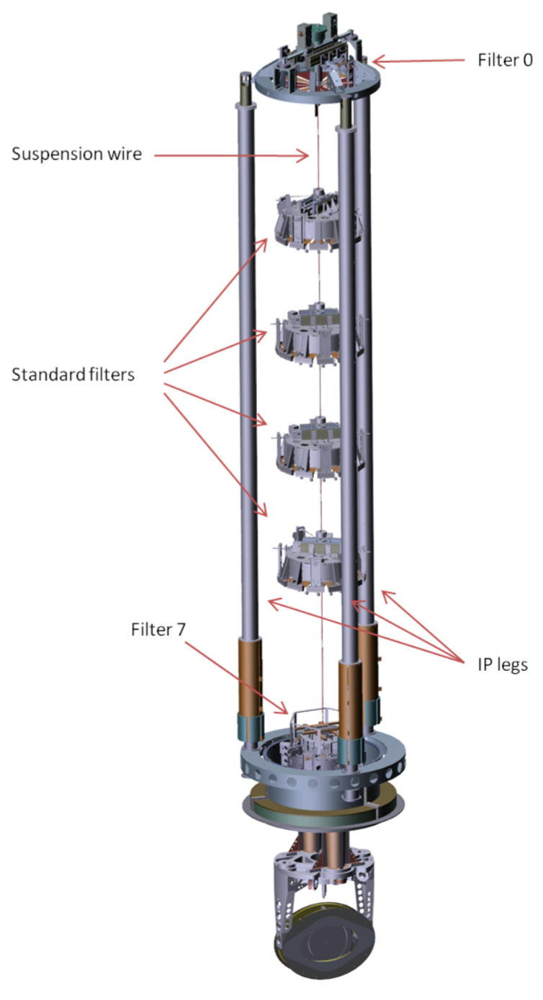 Filter 0
Suspension wire
Standard filters
Filter 7
IP legs